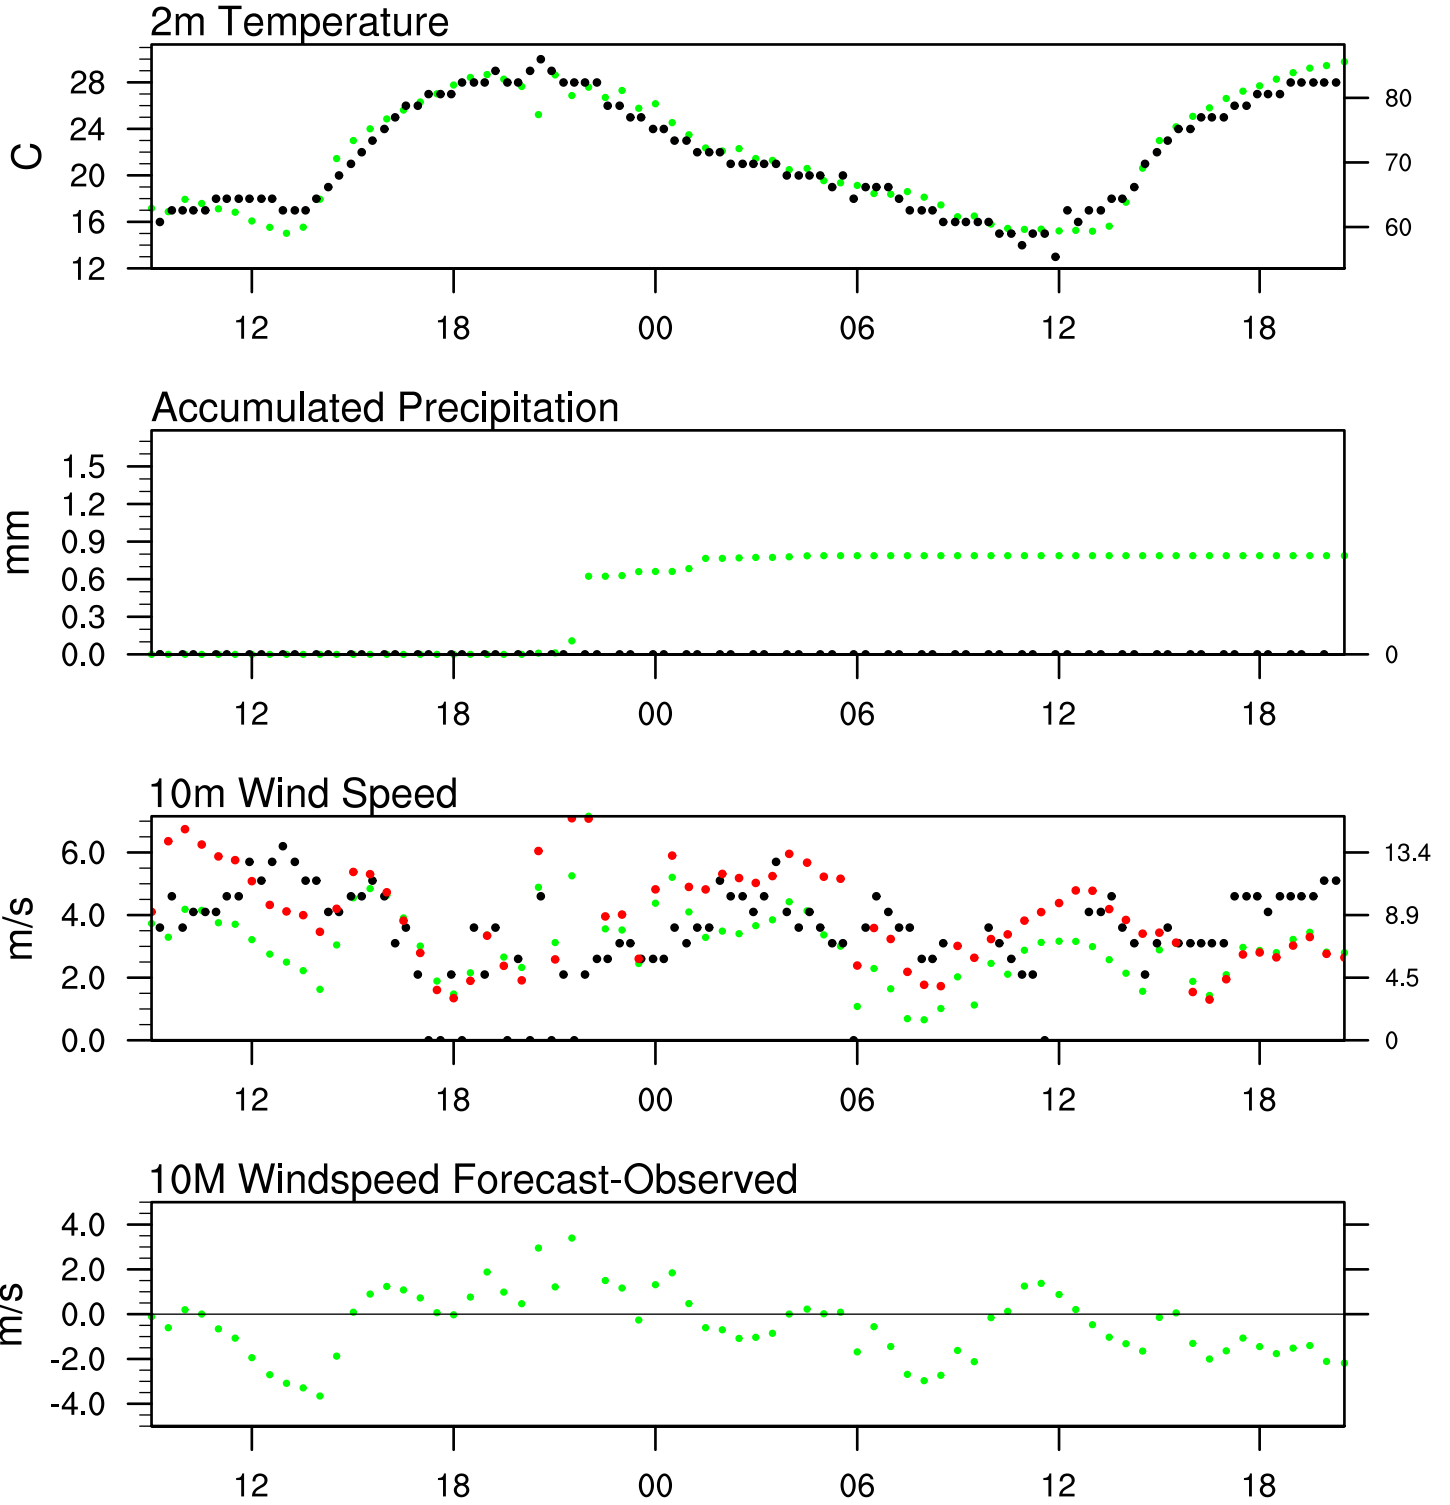 2m Temperature
C
28
24
20
16
12
80
70
60
12 18 00 06 12 18
Accumulated Precipitation
mm
1.5
1.2
0.9
0.6
0.3
0.0
0
12 18 00 06 12 18
10m Wind Speed
m/s
6.0
4.0
2.0
0.0
13.4
8.9
4.5
0
12 18 00 06 12 18
10M Windspeed Forecast-Observed
m/s
4.0
2.0
0.0
-2.0
-4.0
12 18 00 06 12 18